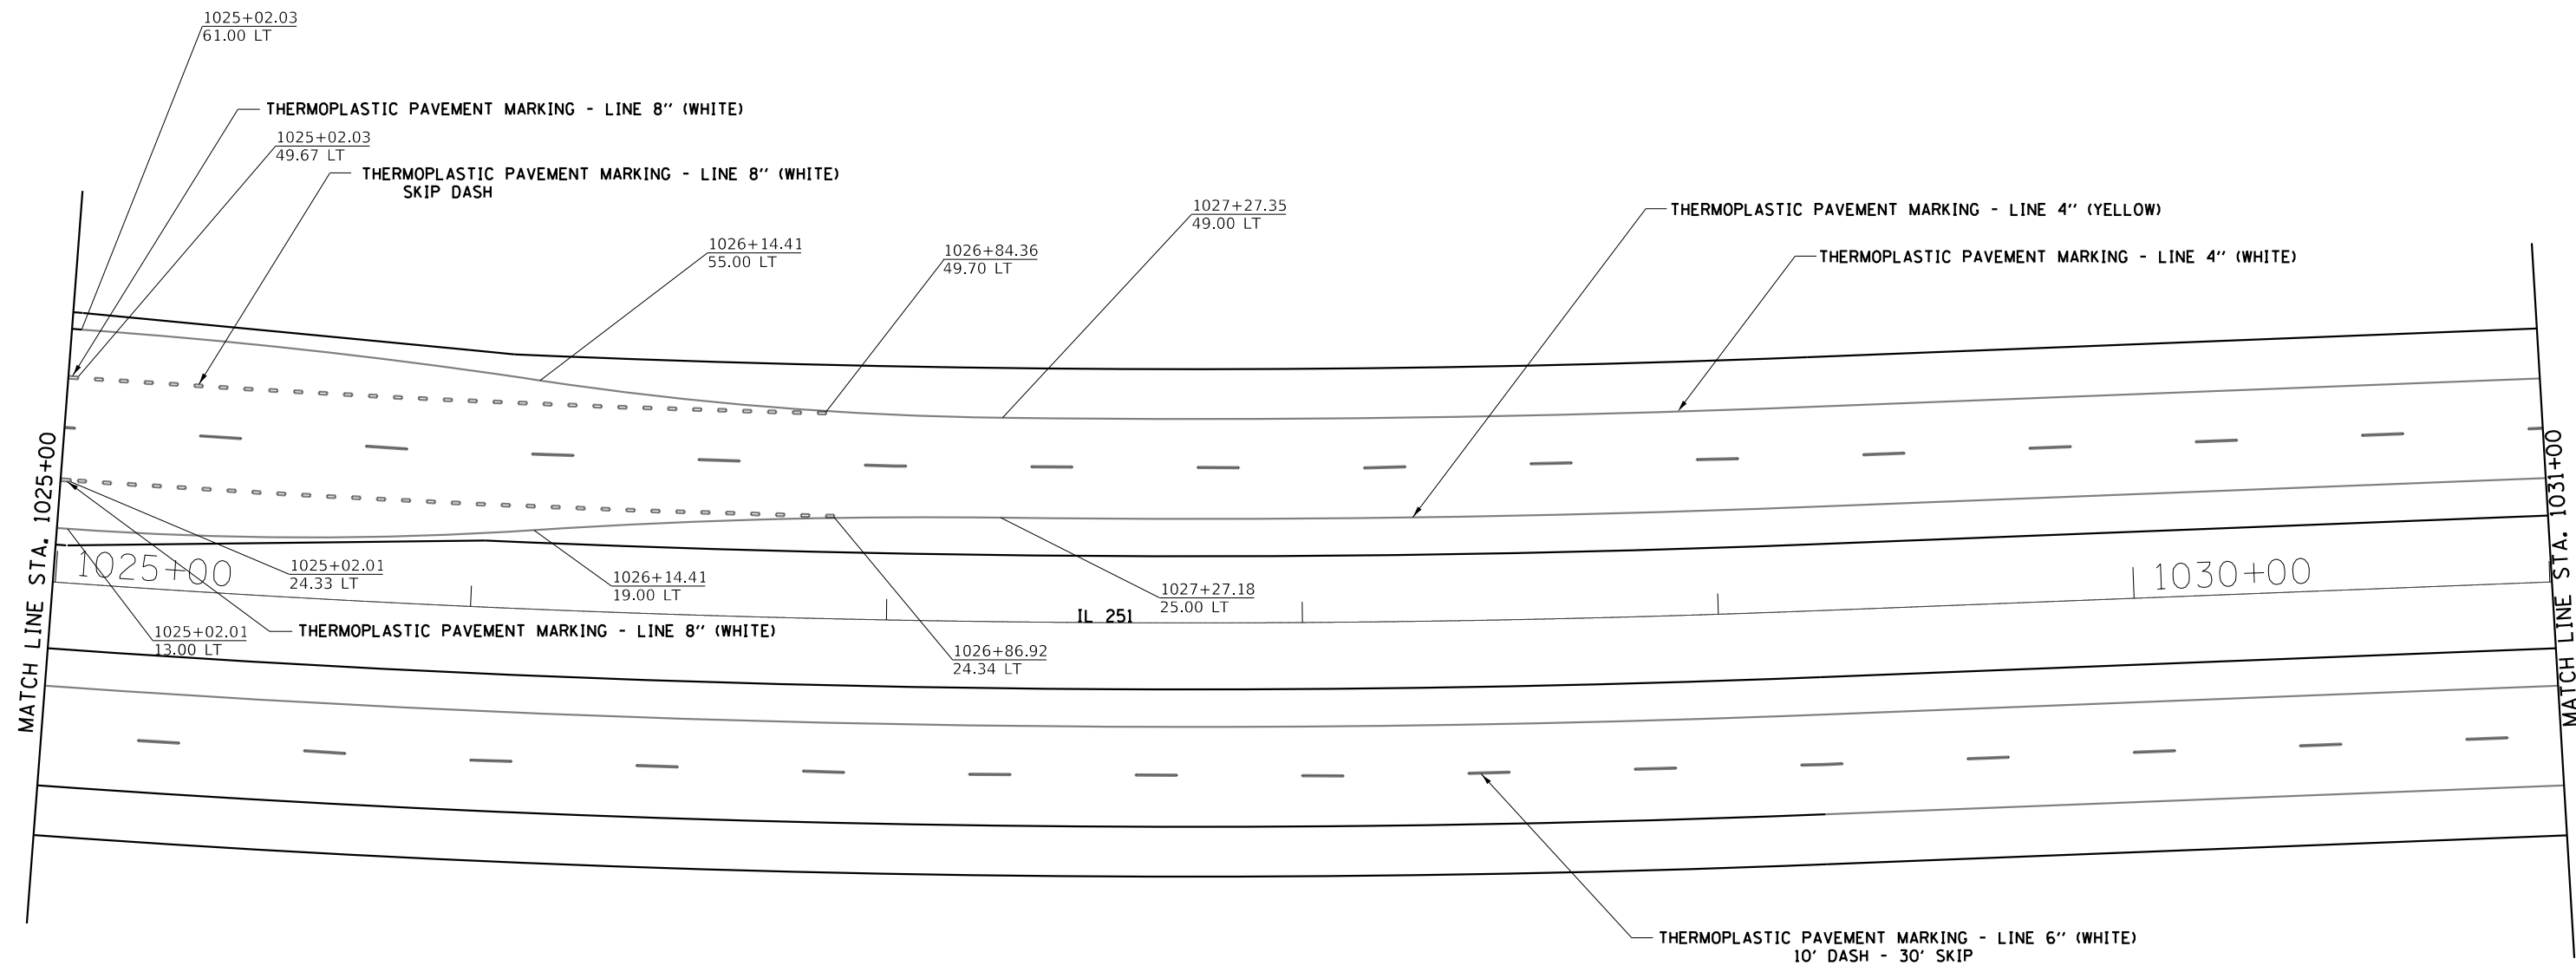 1025+02.03
61.00 LT
THERMOPLASTIC PAVEMENT MARKING - LINE 8'' (WHITE)
1025+02.03
49.67 LT
THERMOPLASTIC PAVEMENT MARKING - LINE 8'' (WHITE)
SKIP DASH
1027+27.35
49.00 LT
THERMOPLASTIC PAVEMENT MARKING - LINE 4'' (YELLOW)
1026+14.41
55.00 LT
1026+84.36
49.70 LT
THERMOPLASTIC PAVEMENT MARKING - LINE 4'' (WHITE)
MATCH LINE STA. 1025+00
MATCH LINE STA. 1031+00
1025+00
1030+00
1025+02.01
24.33 LT
1026+14.41
19.00 LT
1027+27.18
25.00 LT
IL 251
1025+02.01
13.00 LT
THERMOPLASTIC PAVEMENT MARKING - LINE 8'' (WHITE)
1026+86.92
24.34 LT
THERMOPLASTIC PAVEMENT MARKING - LINE 6'' (WHITE)
10' DASH - 30' SKIP